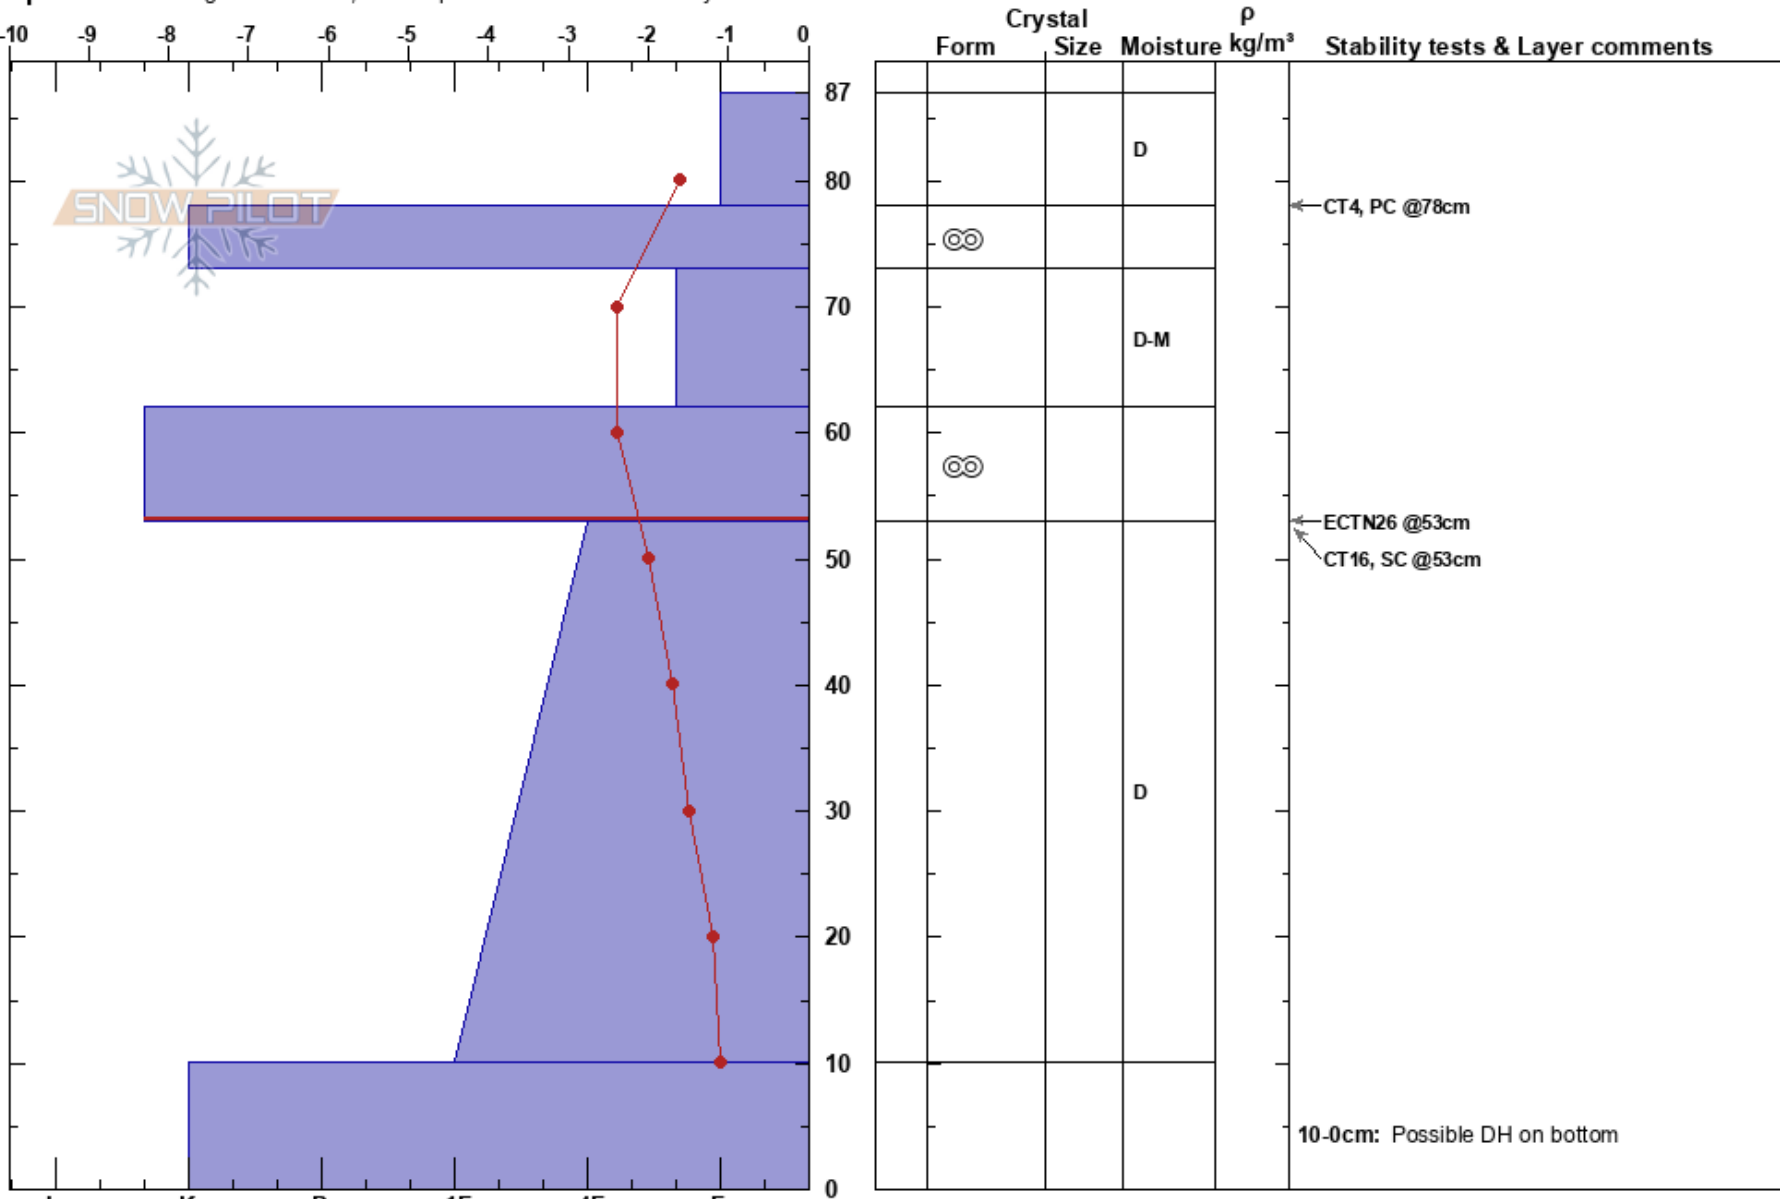 -10 -9 -8 -7 -6 -5 -4 -3 -2 -1 0
Crystal
ρ
Form Size Moisture kg/m³ Stability tests & Layer comments
87
D
80
SNOW PILOT
CT4, PC @78cm
70
D-M
60
ECTN26 @53cm
50
CT16, SC @53cm
40
30
D
20
10
10-0cm: Possible DH on bottom
0